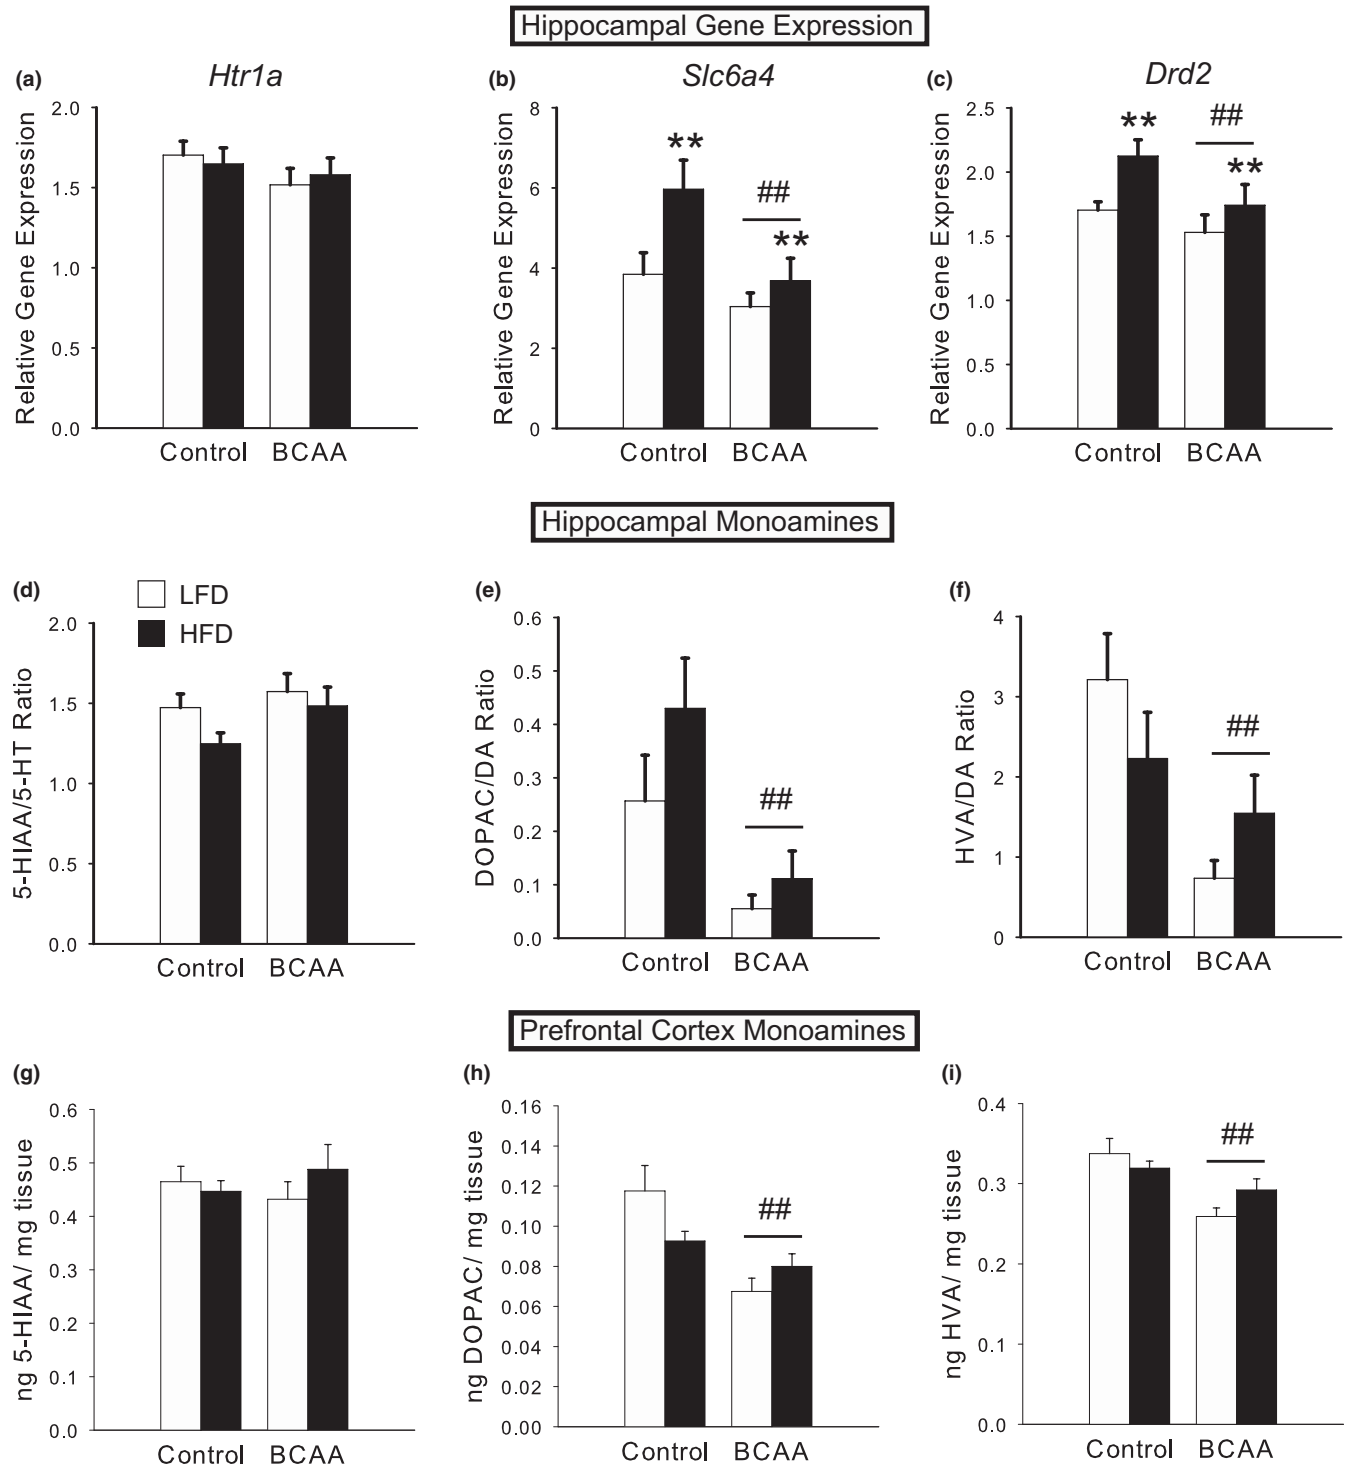 Hippocampal Gene Expression
(a) Htr1a
(b) Slc6a4
(c) Drd2
Relative Gene Expression
2.0
1.5
1.0
0.5
0.0
Control BCAA
Relative Gene Expression
8
6
4
2
0
**
##
**
Control BCAA
Relative Gene Expression
2.5
2.0
1.5
1.0
0.5
0.0
**
##
**
Control BCAA
Hippocampal Monoamines
(d)
LFD
HFD
5-HIAA/5-HT Ratio
2.0
1.5
1.0
0.5
0.0
Control BCAA
(e)
DOPAC/DA Ratio
0.6
0.5
0.4
0.3
0.2
0.1
0.0
##
Control BCAA
(f)
HVA/DA Ratio
4
3
2
1
0
##
Control BCAA
Prefrontal Cortex Monoamines
(g)
ng 5-HIAA/ mg tissue
0.6
0.5
0.4
0.3
0.2
0.1
0.0
Control BCAA
(h)
ng DOPAC/ mg tissue
0.16
0.14
0.12
0.10
0.08
0.06
0.04
0.02
0.00
##
Control BCAA
(i)
ng HVA/ mg tissue
0.4
0.3
0.2
0.1
0.0
##
Control BCAA